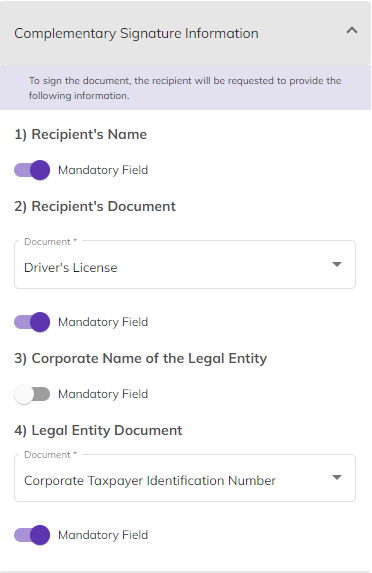 Complementary Signature Information
To sign the document, the recipient will be requested to provide the
following information.
1) Recipient's Name
Mandatory Field
2) Recipient's Document
Document *
Driver's License
Mandatory Field
3) Corporate Name of the Legal Entity
Mandatory Field
4) Legal Entity Document
Document *
Corporate Taxpayer Identification Number
Mandatory Field